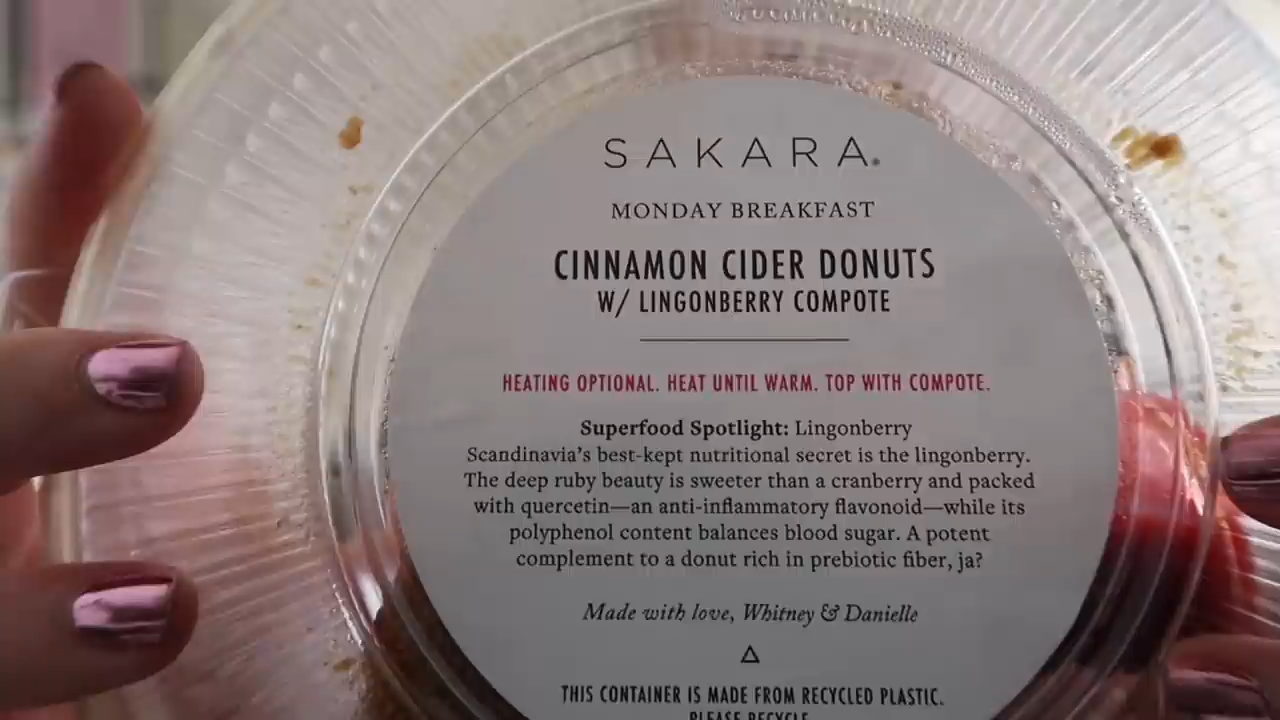 SAKARA.
MONDAY BREAKFAST
CINNAMON CIDER DONUTS
W/ LINGONBERRY COMPOTE
HEATING OPTIONAL. HEAT UNTIL WARM. TOP WITH COMPOTE.
Superfood Spotlight: Lingonberry
Scandinavia's best-kept nutritional secret is the lingonberry.
The deep ruby beauty is sweeter than a cranberry and packed
with quercetin—an anti-inflammatory flavonoid—while its
polyphenol content balances blood sugar. A potent
complement to a donut rich in prebiotic fiber, ja?
Made with love, Whitney & Danielle
THIS CONTAINER IS MADE FROM RECYCLED PLASTIC.
PLEASE RECYCLE